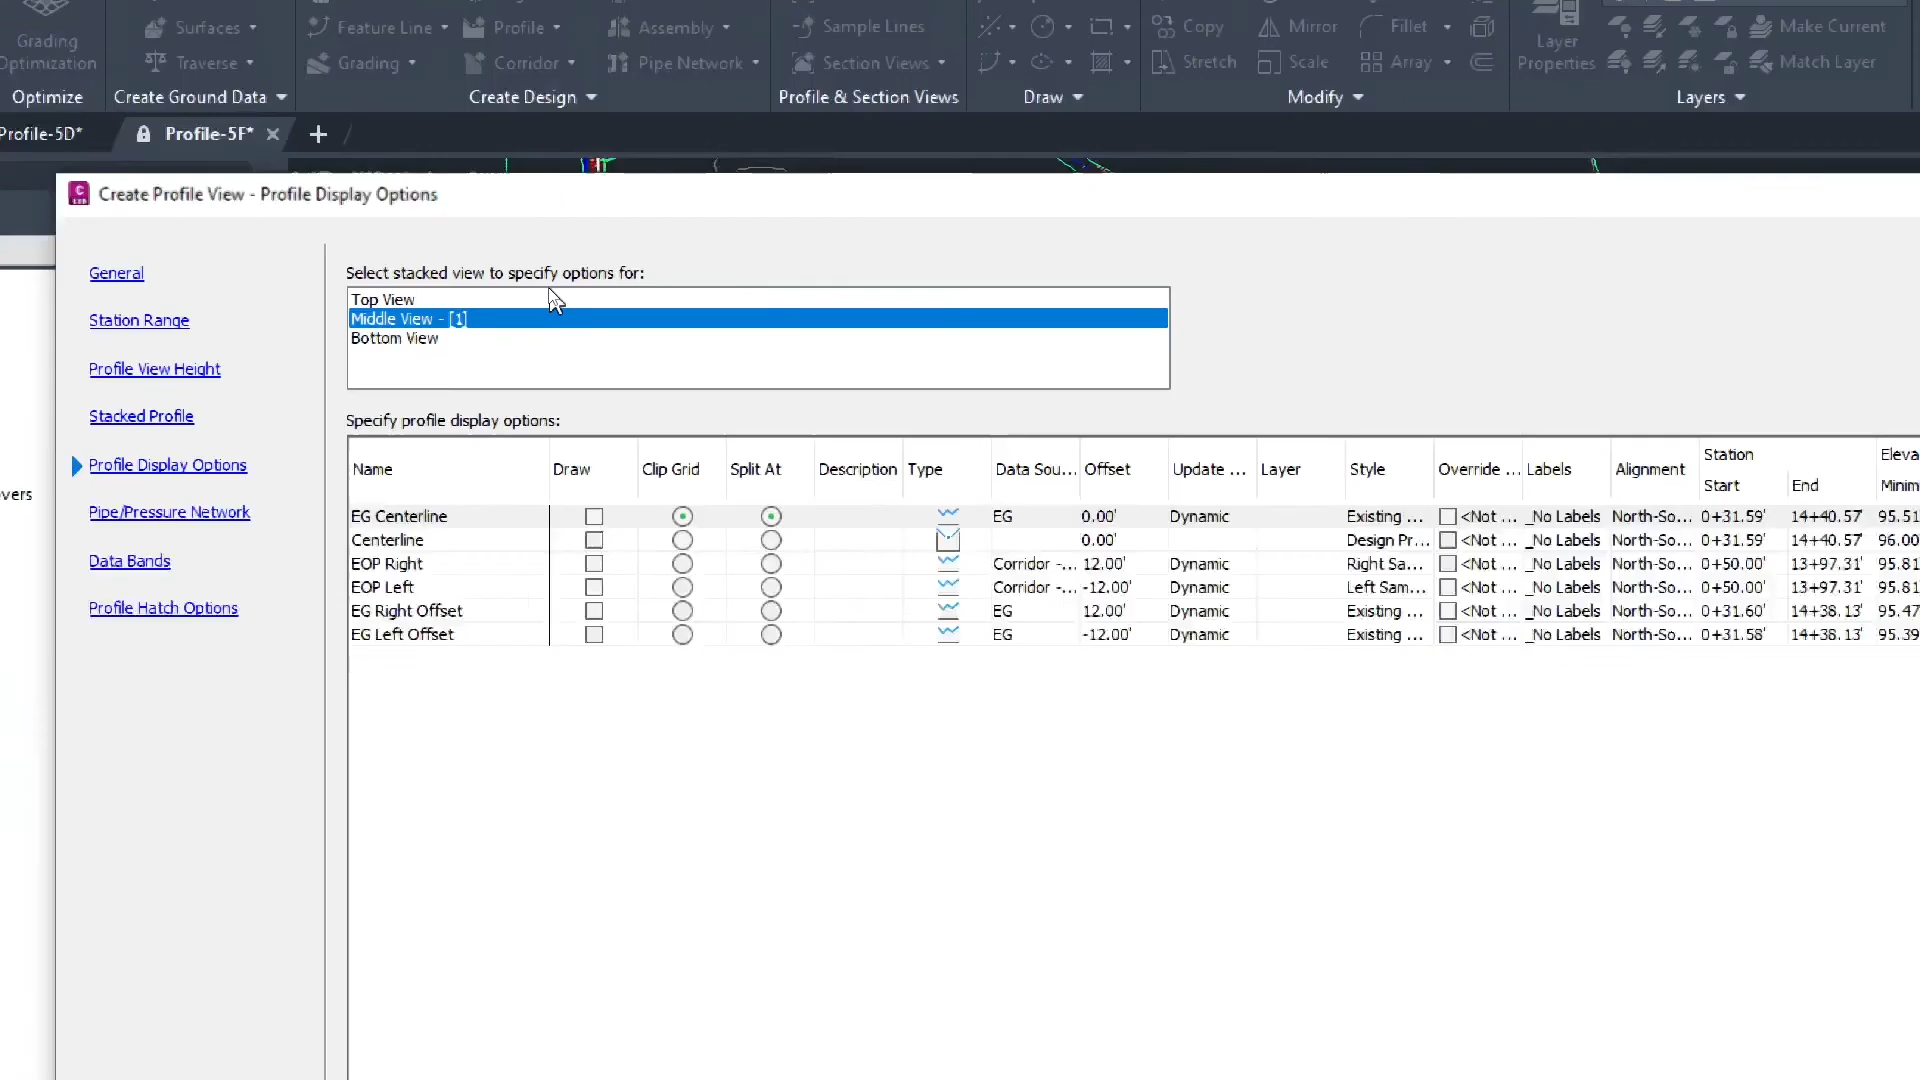 Surfaces Feature Line Profile Assembly Sample Lines Copy Mirror Fillet Make Current
Grading Optimization Traverse Grading Corridor Pipe Network Section Views Stretch Scale Array Layer Properties Match Layer
Optimize Create Ground Data Create Design Profile & Section Views Draw Modify Layers
Profile-5D* Profile-5F*
Create Profile View - Profile Display Options
General
Station Range
Profile View Height
Stacked Profile
Profile Display Options
Pipe/Pressure Network
Data Bands
Profile Hatch Options
overs
Select stacked view to specify options for:
Top View
Middle View - [1]
Bottom View
Specify profile display options:
Name Draw Clip Grid Split At Description Type Data Sou... Offset Update ... Layer Style Override ... Labels Alignment Station Start End Eleva Minim
EG Centerline EG 0.00' Dynamic Existing ... <Not ... _No Labels North-So... 0+31.59' 14+40.57' 95.51
Centerline 0.00' Design Pr... <Not ... _No Labels North-So... 0+31.59' 14+40.57' 96.00
EOP Right Corridor -... 12.00' Dynamic Right Sa... <Not ... _No Labels North-So... 0+50.00' 13+97.31' 95.81
EOP Left Corridor -... -12.00' Dynamic Left Sam... <Not ... _No Labels North-So... 0+50.00' 13+97.31' 95.81
EG Right Offset EG 12.00' Dynamic Existing ... <Not ... _No Labels North-So... 0+31.60' 14+38.13' 95.47
EG Left Offset EG -12.00' Dynamic Existing ... <Not ... _No Labels North-So... 0+31.58' 14+38.13' 95.39